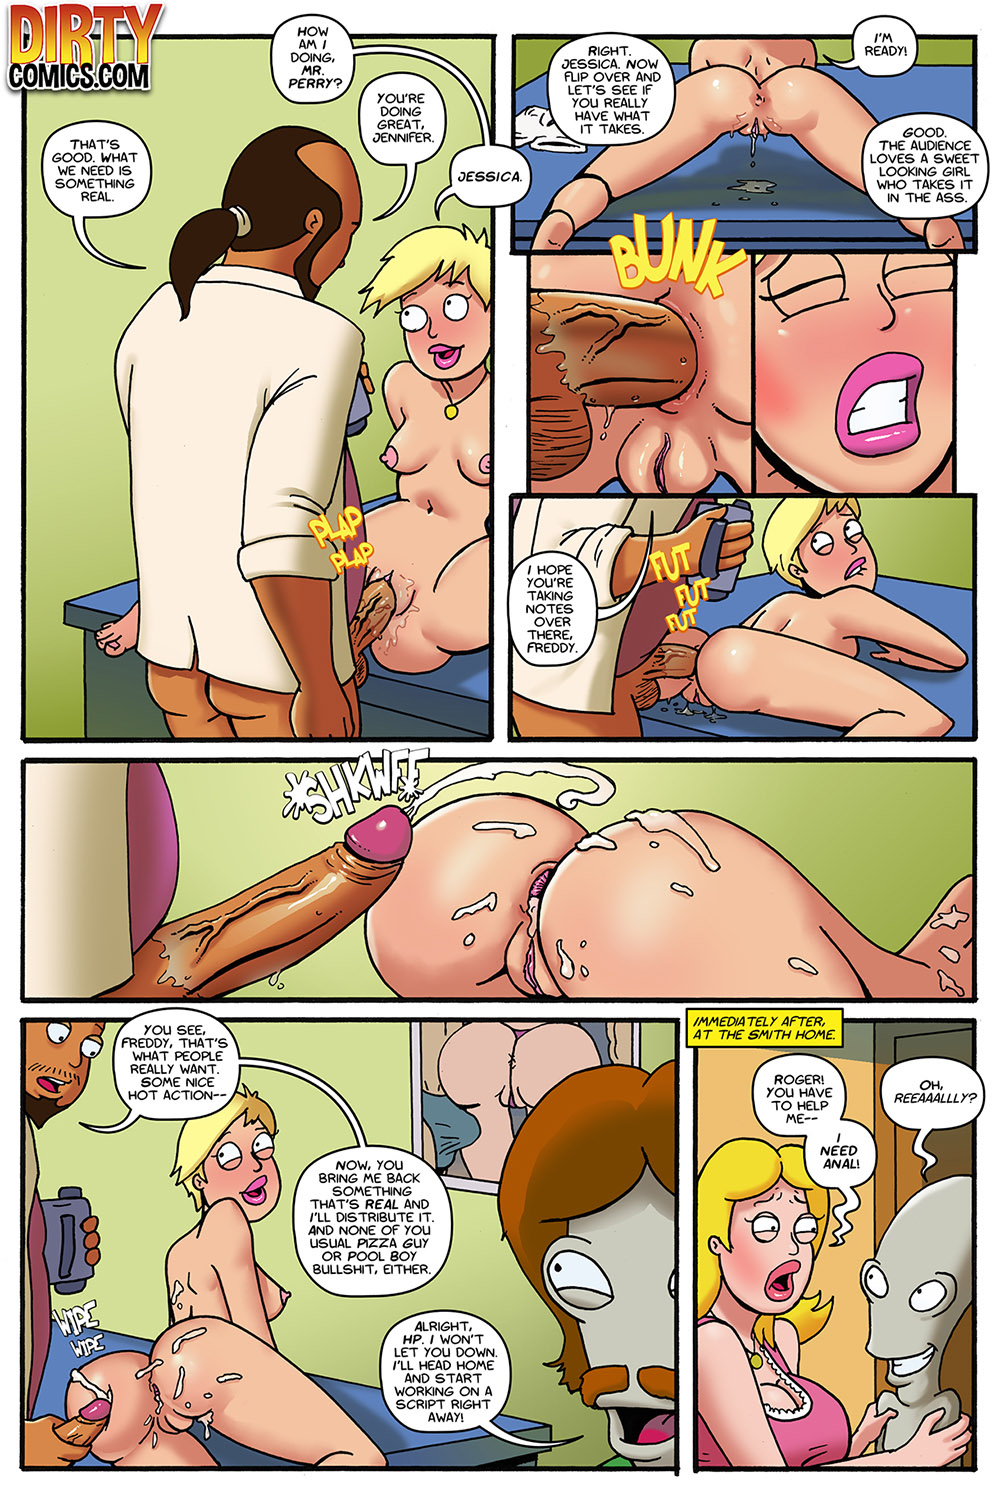 DIRTY
COMICS.COM
HOW
AM I
DOING,
MR.
PERRY?
YOU'RE
DOING
GREAT,
JENNIFER.
THAT'S
GOOD. WHAT
WE NEED IS
SOMETHING
REAL.
JESSICA.
PLAP
PLAP
RIGHT.
JESSICA. NOW
FLIP OVER AND
LET'S SEE IF
YOU REALLY
HAVE WHAT
IT TAKES.
I'M
READY!
GOOD.
THE AUDIENCE
LOVES A SWEET
LOOKING GIRL
WHO TAKES IT
IN THE ASS.
BUNK
I HOPE
YOU'RE
TAKING
NOTES
OVER
THERE,
FREDDY.
FUT
FUT
FUT
*SHKWFF*
YOU SEE,
FREDDY, THAT'S
WHAT PEOPLE
REALLY WANT.
SOME NICE
HOT ACTION--
NOW, YOU
BRING ME BACK
SOMETHING
THAT'S REAL AND
I'LL DISTRIBUTE IT.
AND NONE OF YOU
USUAL PIZZA GUY
OR POOL BOY
BULLSHIT, EITHER.
WIPE
WIPE
ALRIGHT,
HP. I WON'T
LET YOU DOWN.
I'LL HEAD HOME
AND START
WORKING ON A
SCRIPT RIGHT
AWAY!
IMMEDIATELY AFTER,
AT THE SMITH HOME.
ROGER!
YOU HAVE
TO HELP
ME--
I
NEED
ANAL!
OH,
REEAAALLLY?